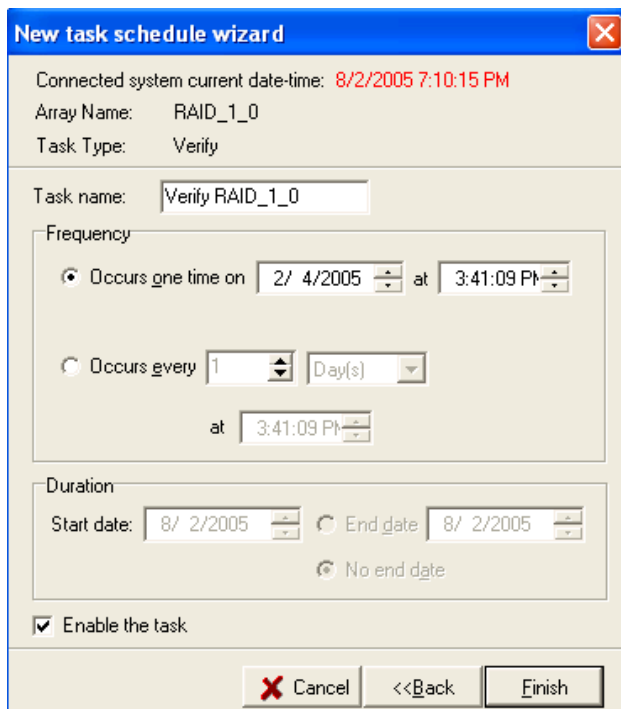 New task schedule wizard
Connected system current date-time: 8/2/2005 7:10:15 PM
Array Name: RAID_1_0
Task Type: Verify
Task name: Verify RAID_1_0
Frequency
Occurs one time on 2/ 4/2005 at 3:41:09 PM
Occurs every 1 Day(s)
at 3:41:09 PM
Duration
Start date: 8/ 2/2005 End date 8/ 2/2005
No end date
Enable the task
Cancel <<Back Finish